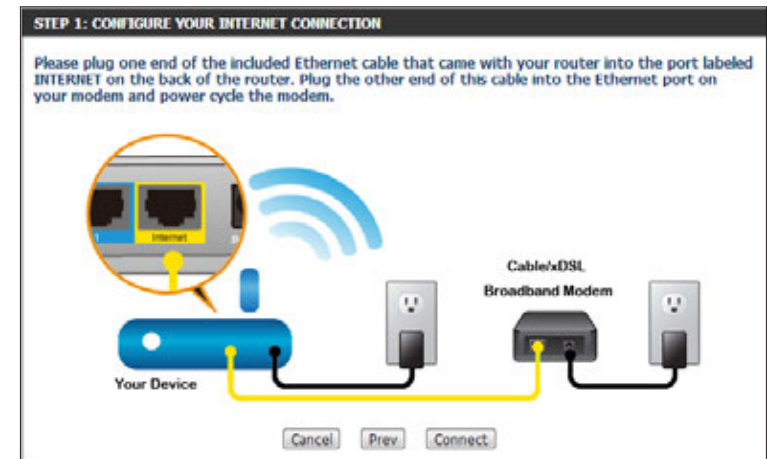 STEP 1: CONFIGURE YOUR INTERNET CONNECTION
Please plug one end of the included Ethernet cable that came with your router into the port labeled
INTERNET on the back of the router. Plug the other end of this cable into the Ethernet port on
your modem and power cycle the modem.
1
Internet
Cable/xDSL
Broadband Modem
Your Device
Cancel
Prev
Connect